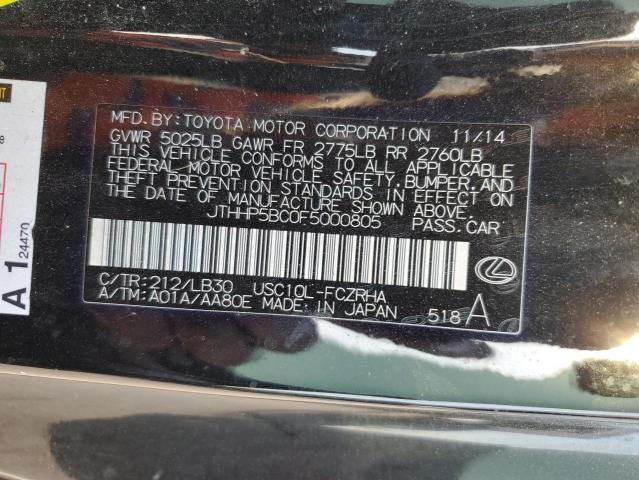 MFD.BY:TOYOTA MOTOR CORPORATION 11/14
GVWR 5025LB GAWR FR 2775LB RR 2760LB
THIS VEHICLE CONFORMS TO ALL APPLICABLE
FEDERAL MOTOR VEHICLE SAFETY,BUMPER,AND
THEFT PREVENTION STANDARDS IN EFFECT ON
THE DATE OF MANUFACTURE SHOWN ABOVE.
JTHHP5BC0F5000805 PASS.CAR
C/TR:212/LB30 USC10L-FCZRHA
A/TM:A01A/AA80E MADE IN JAPAN 518 A
A 1 24470